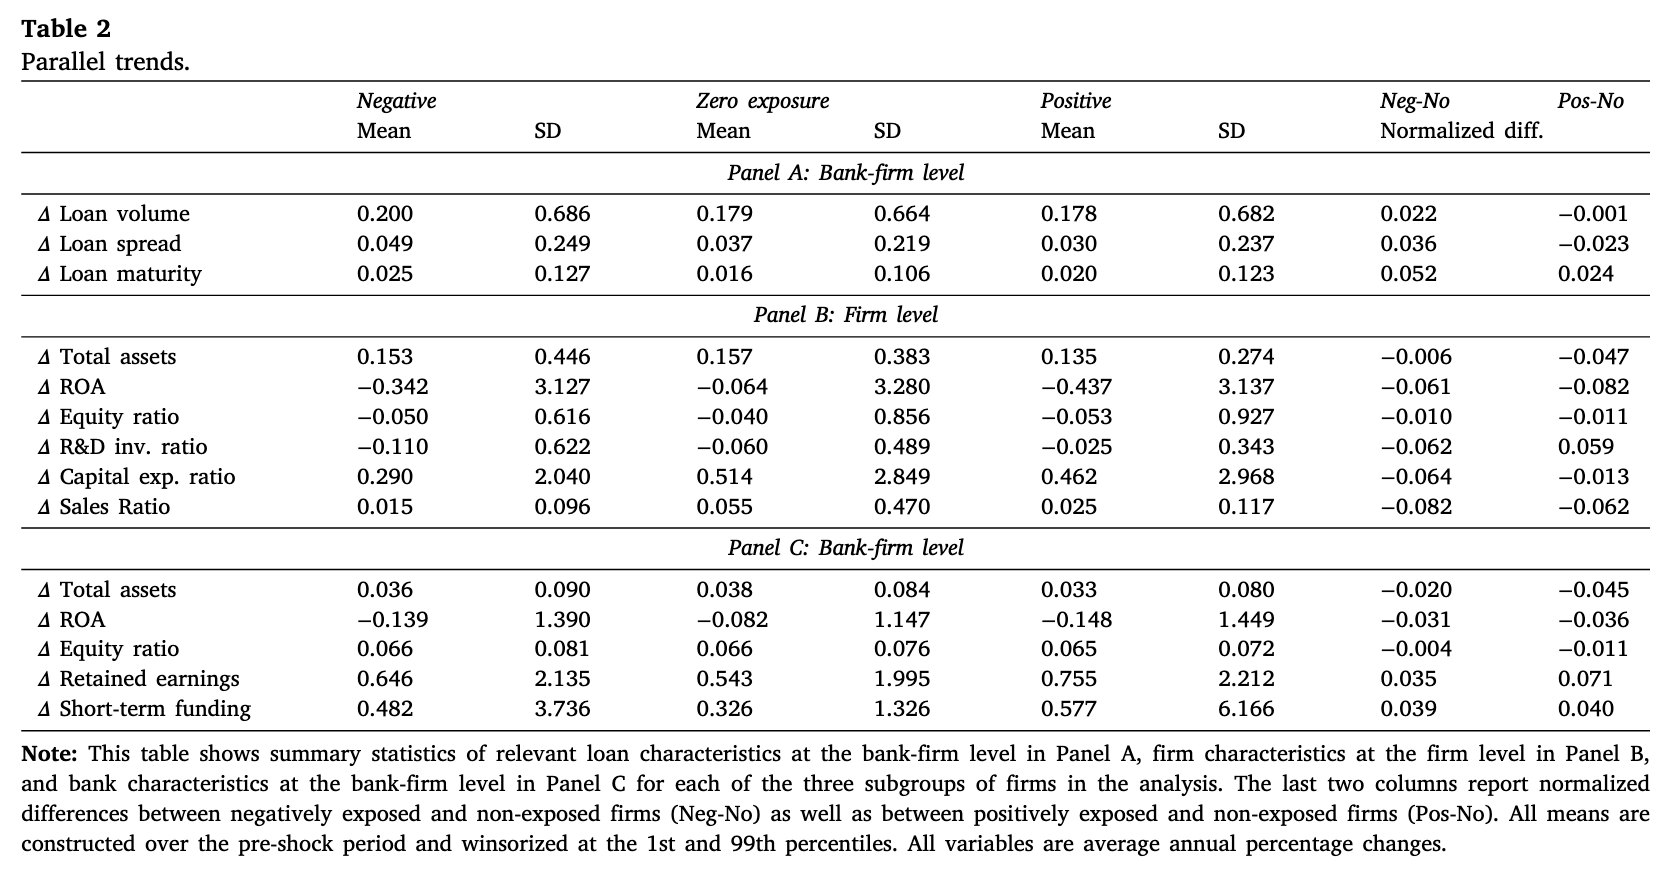 Table 2
Parallel trends.
Negative Zero exposure Positive Neg-No Pos-No
Mean SD Mean SD Mean SD Normalized diff.
Panel A: Bank-firm level
Δ Loan volume 0.200 0.686 0.179 0.664 0.178 0.682 0.022 −0.001
Δ Loan spread 0.049 0.249 0.037 0.219 0.030 0.237 0.036 −0.023
Δ Loan maturity 0.025 0.127 0.016 0.106 0.020 0.123 0.052 0.024
Panel B: Firm level
Δ Total assets 0.153 0.446 0.157 0.383 0.135 0.274 −0.006 −0.047
Δ ROA −0.342 3.127 −0.064 3.280 −0.437 3.137 −0.061 −0.082
Δ Equity ratio −0.050 0.616 −0.040 0.856 −0.053 0.927 −0.010 −0.011
Δ R&D inv. ratio −0.110 0.622 −0.060 0.489 −0.025 0.343 −0.062 0.059
Δ Capital exp. ratio 0.290 2.040 0.514 2.849 0.462 2.968 −0.064 −0.013
Δ Sales Ratio 0.015 0.096 0.055 0.470 0.025 0.117 −0.082 −0.062
Panel C: Bank-firm level
Δ Total assets 0.036 0.090 0.038 0.084 0.033 0.080 −0.020 −0.045
Δ ROA −0.139 1.390 −0.082 1.147 −0.148 1.449 −0.031 −0.036
Δ Equity ratio 0.066 0.081 0.066 0.076 0.065 0.072 −0.004 −0.011
Δ Retained earnings 0.646 2.135 0.543 1.995 0.755 2.212 0.035 0.071
Δ Short-term funding 0.482 3.736 0.326 1.326 0.577 6.166 0.039 0.040
Note: This table shows summary statistics of relevant loan characteristics at the bank-firm level in Panel A, firm characteristics at the firm level in Panel B,
and bank characteristics at the bank-firm level in Panel C for each of the three subgroups of firms in the analysis. The last two columns report normalized
differences between negatively exposed and non-exposed firms (Neg-No) as well as between positively exposed and non-exposed firms (Pos-No). All means are
constructed over the pre-shock period and winsorized at the 1st and 99th percentiles. All variables are average annual percentage changes.